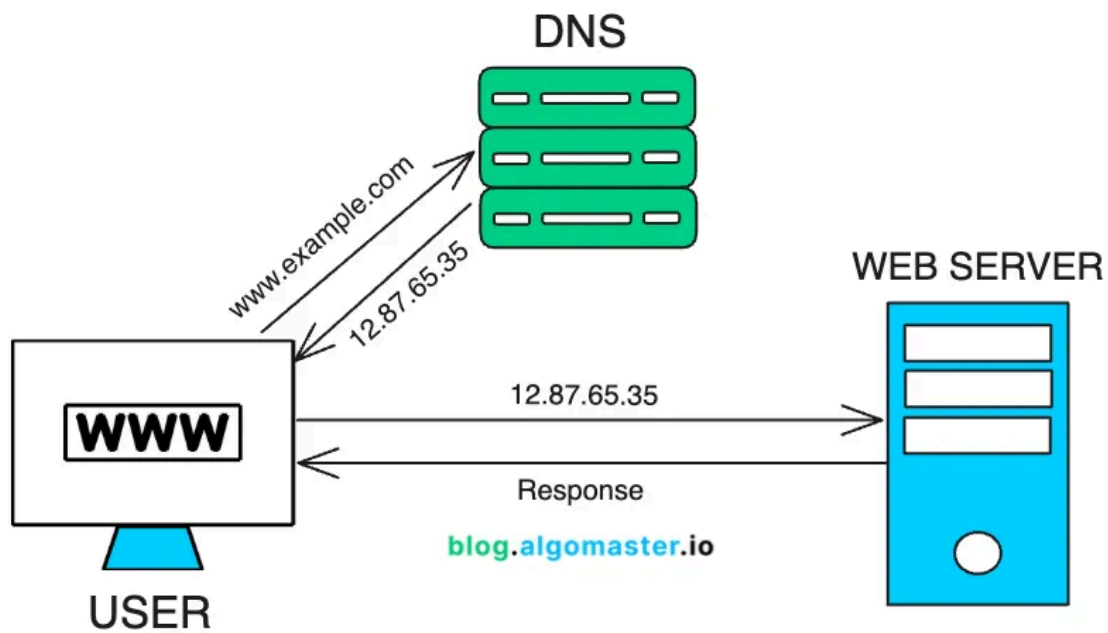 DNS
www.example.com
12.87.65.35
WEB SERVER
12.87.65.35
WWW
Response
blog.algomaster.io
USER